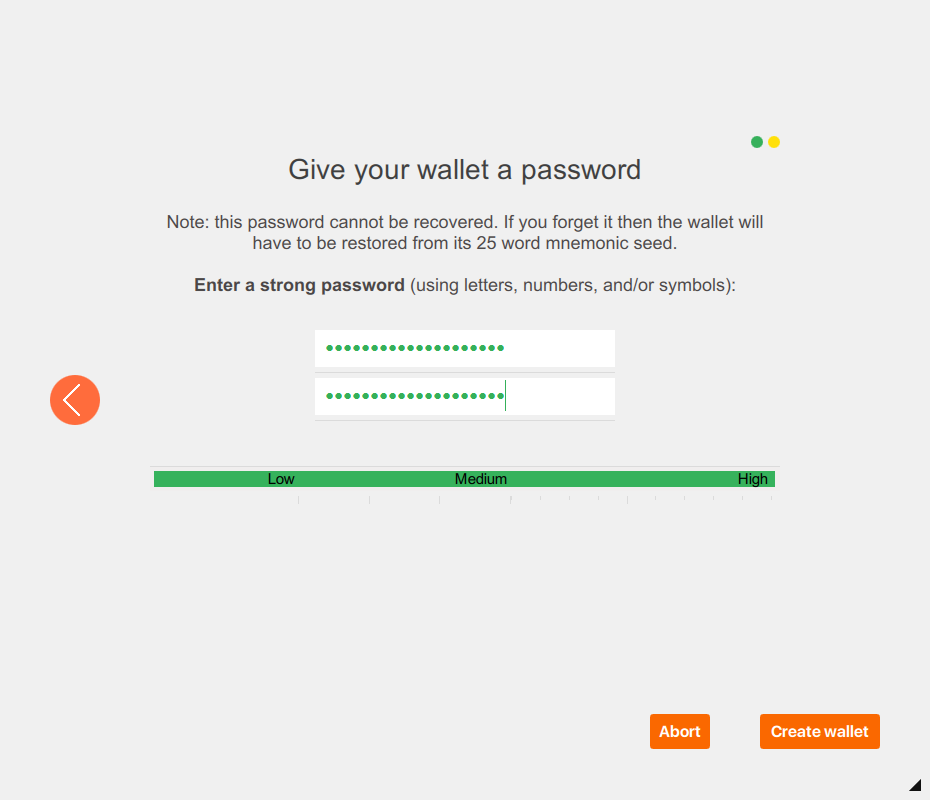 Give your wallet a password
Note: this password cannot be recovered. If you forget it then the wallet will
have to be restored from its 25 word mnemonic seed.
Enter a strong password (using letters, numbers, and/or symbols):
Low Medium High
Abort Create wallet